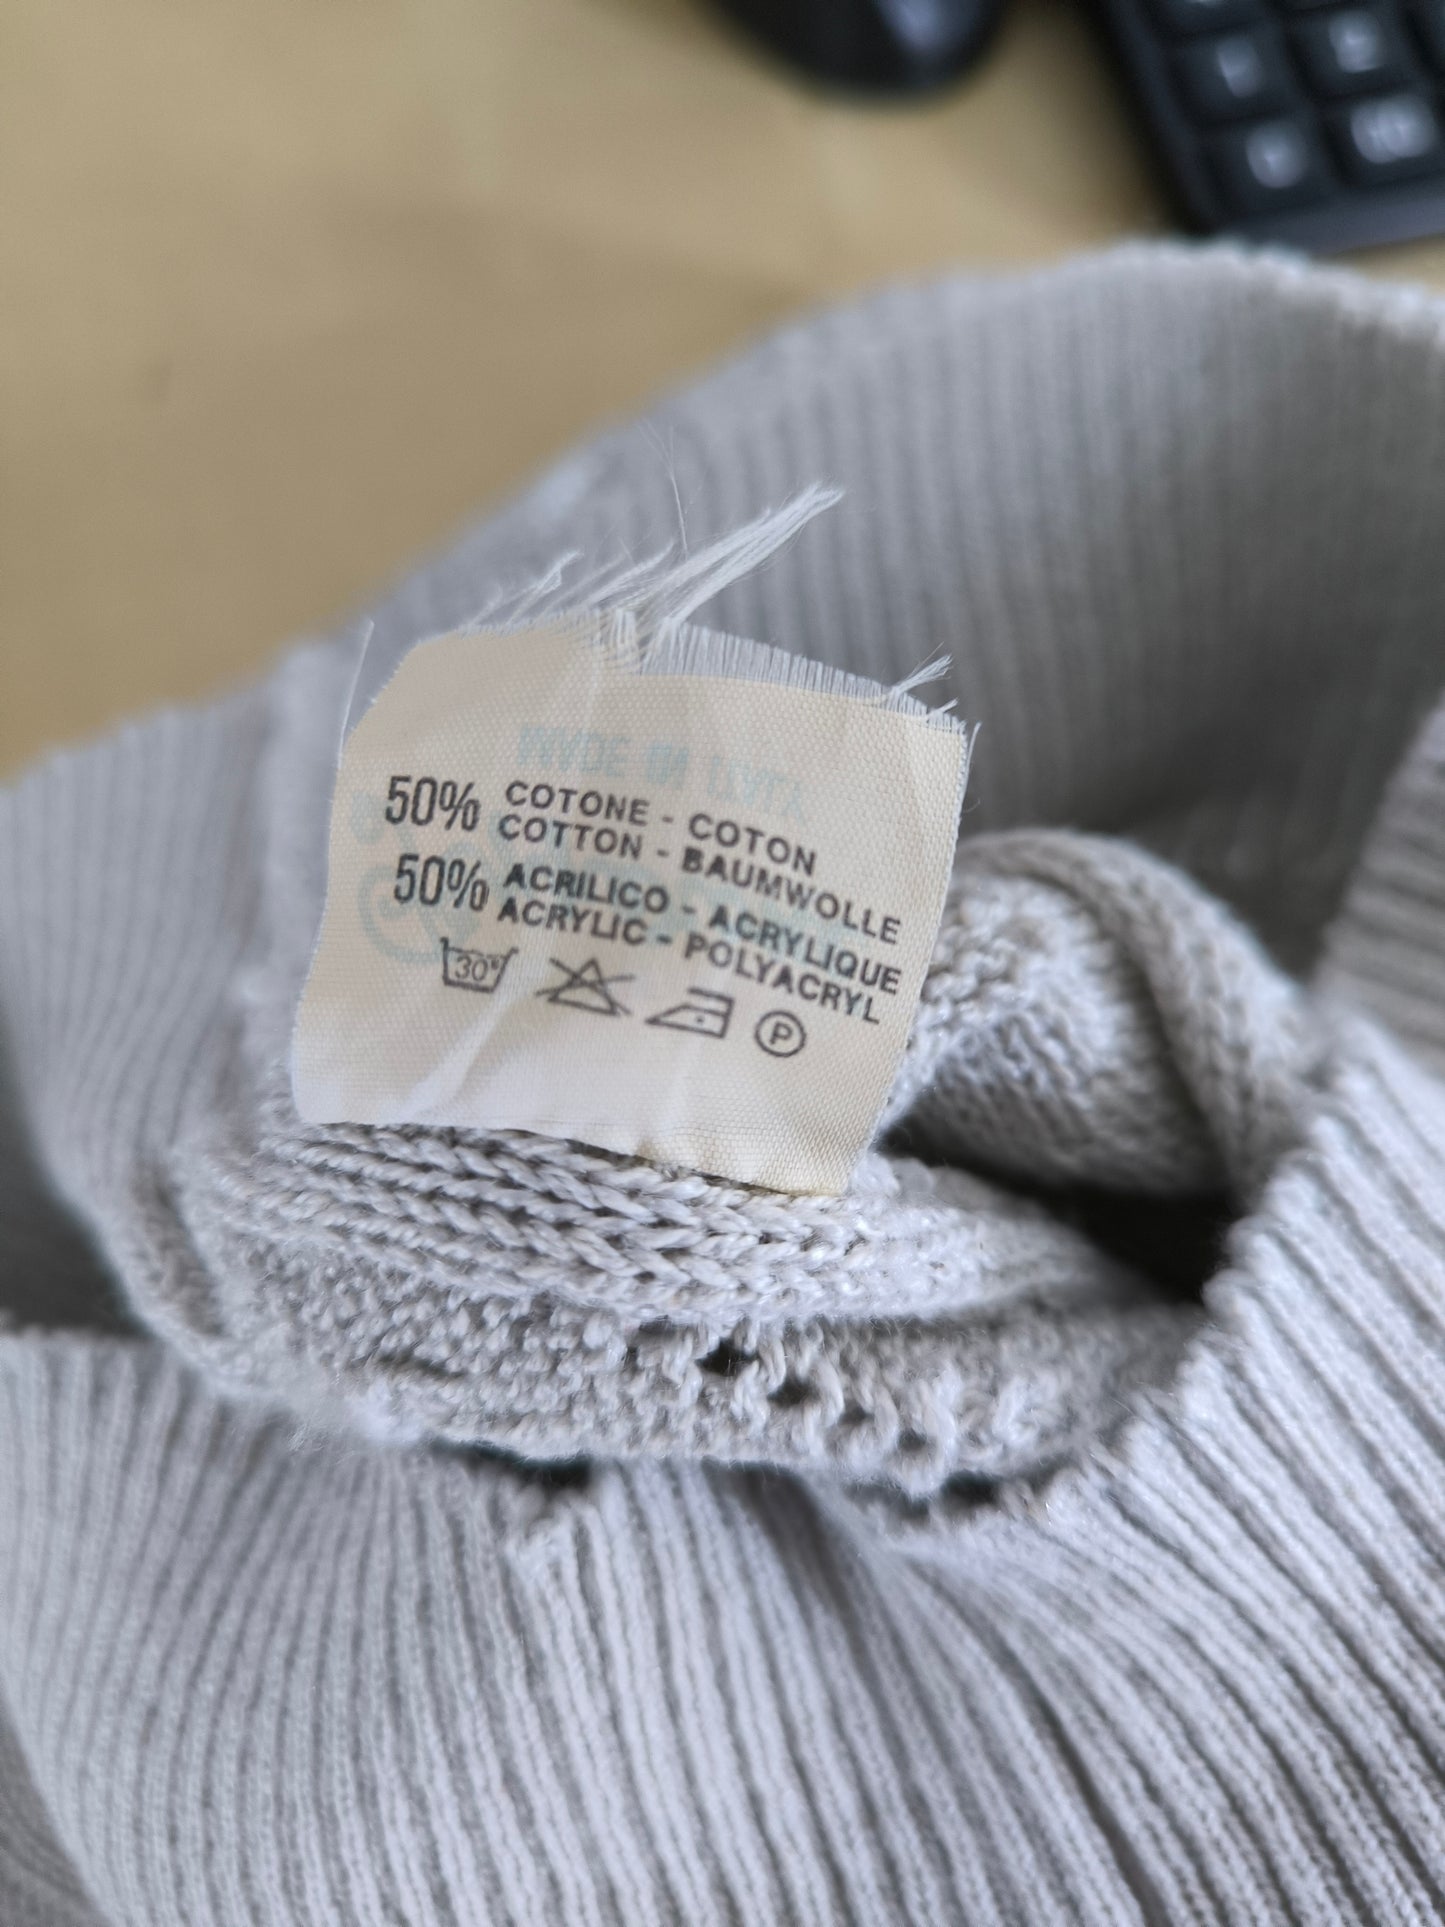 50% COTONE - COTON
COTTON - BAUMWOLLE
50% ACRILICO - ACRYLIQUE
ACRYLIC - POLYACRYL
30°
P